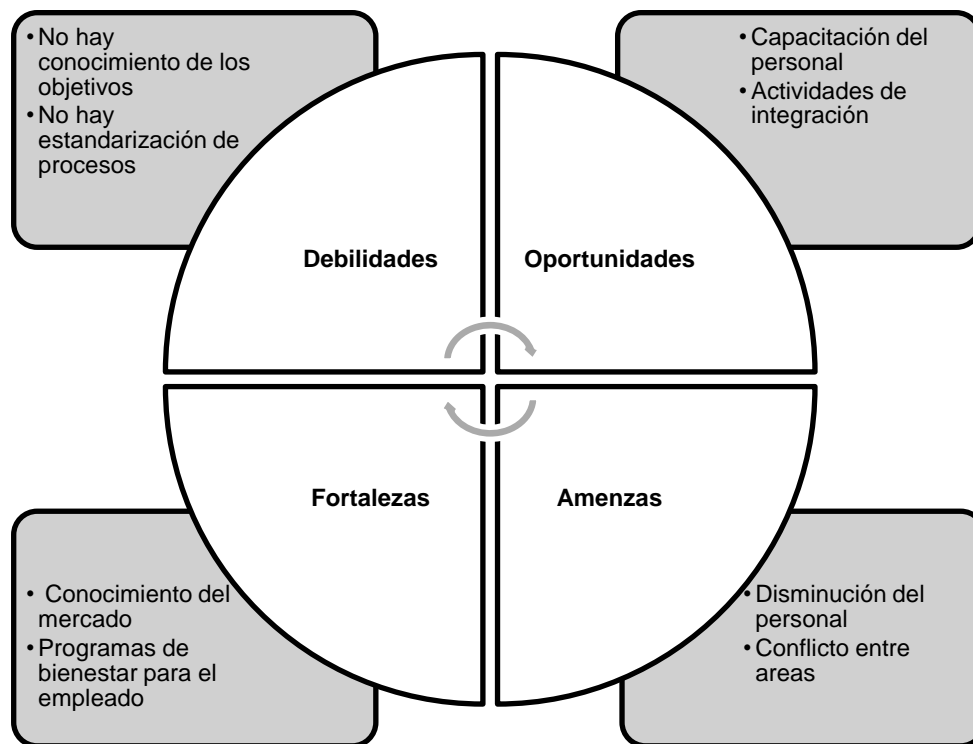 • No hay
conocimiento de los
objetivos
• No hay
estandarización de
procesos
• Capacitación del
personal
• Actividades de
integración
Debilidades
Oportunidades
Fortalezas
Amenzas
• Conocimiento del
mercado
• Programas de
bienestar para el
empleado
• Disminución del
personal
• Conflicto entre
areas